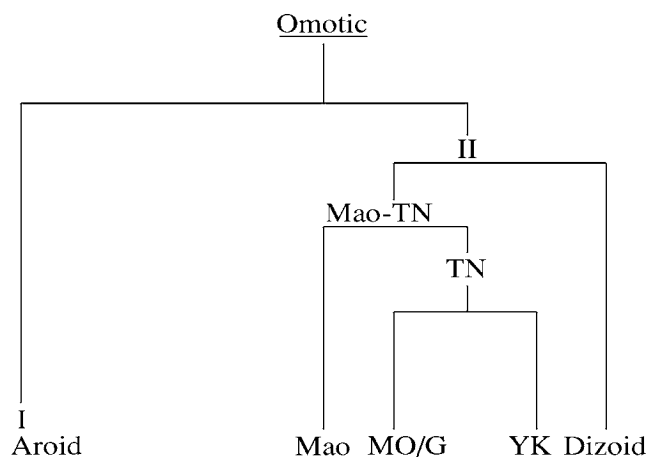 Omotic
II
Mao-TN
TN
I
Aroid Mao MO/G YK Dizoid